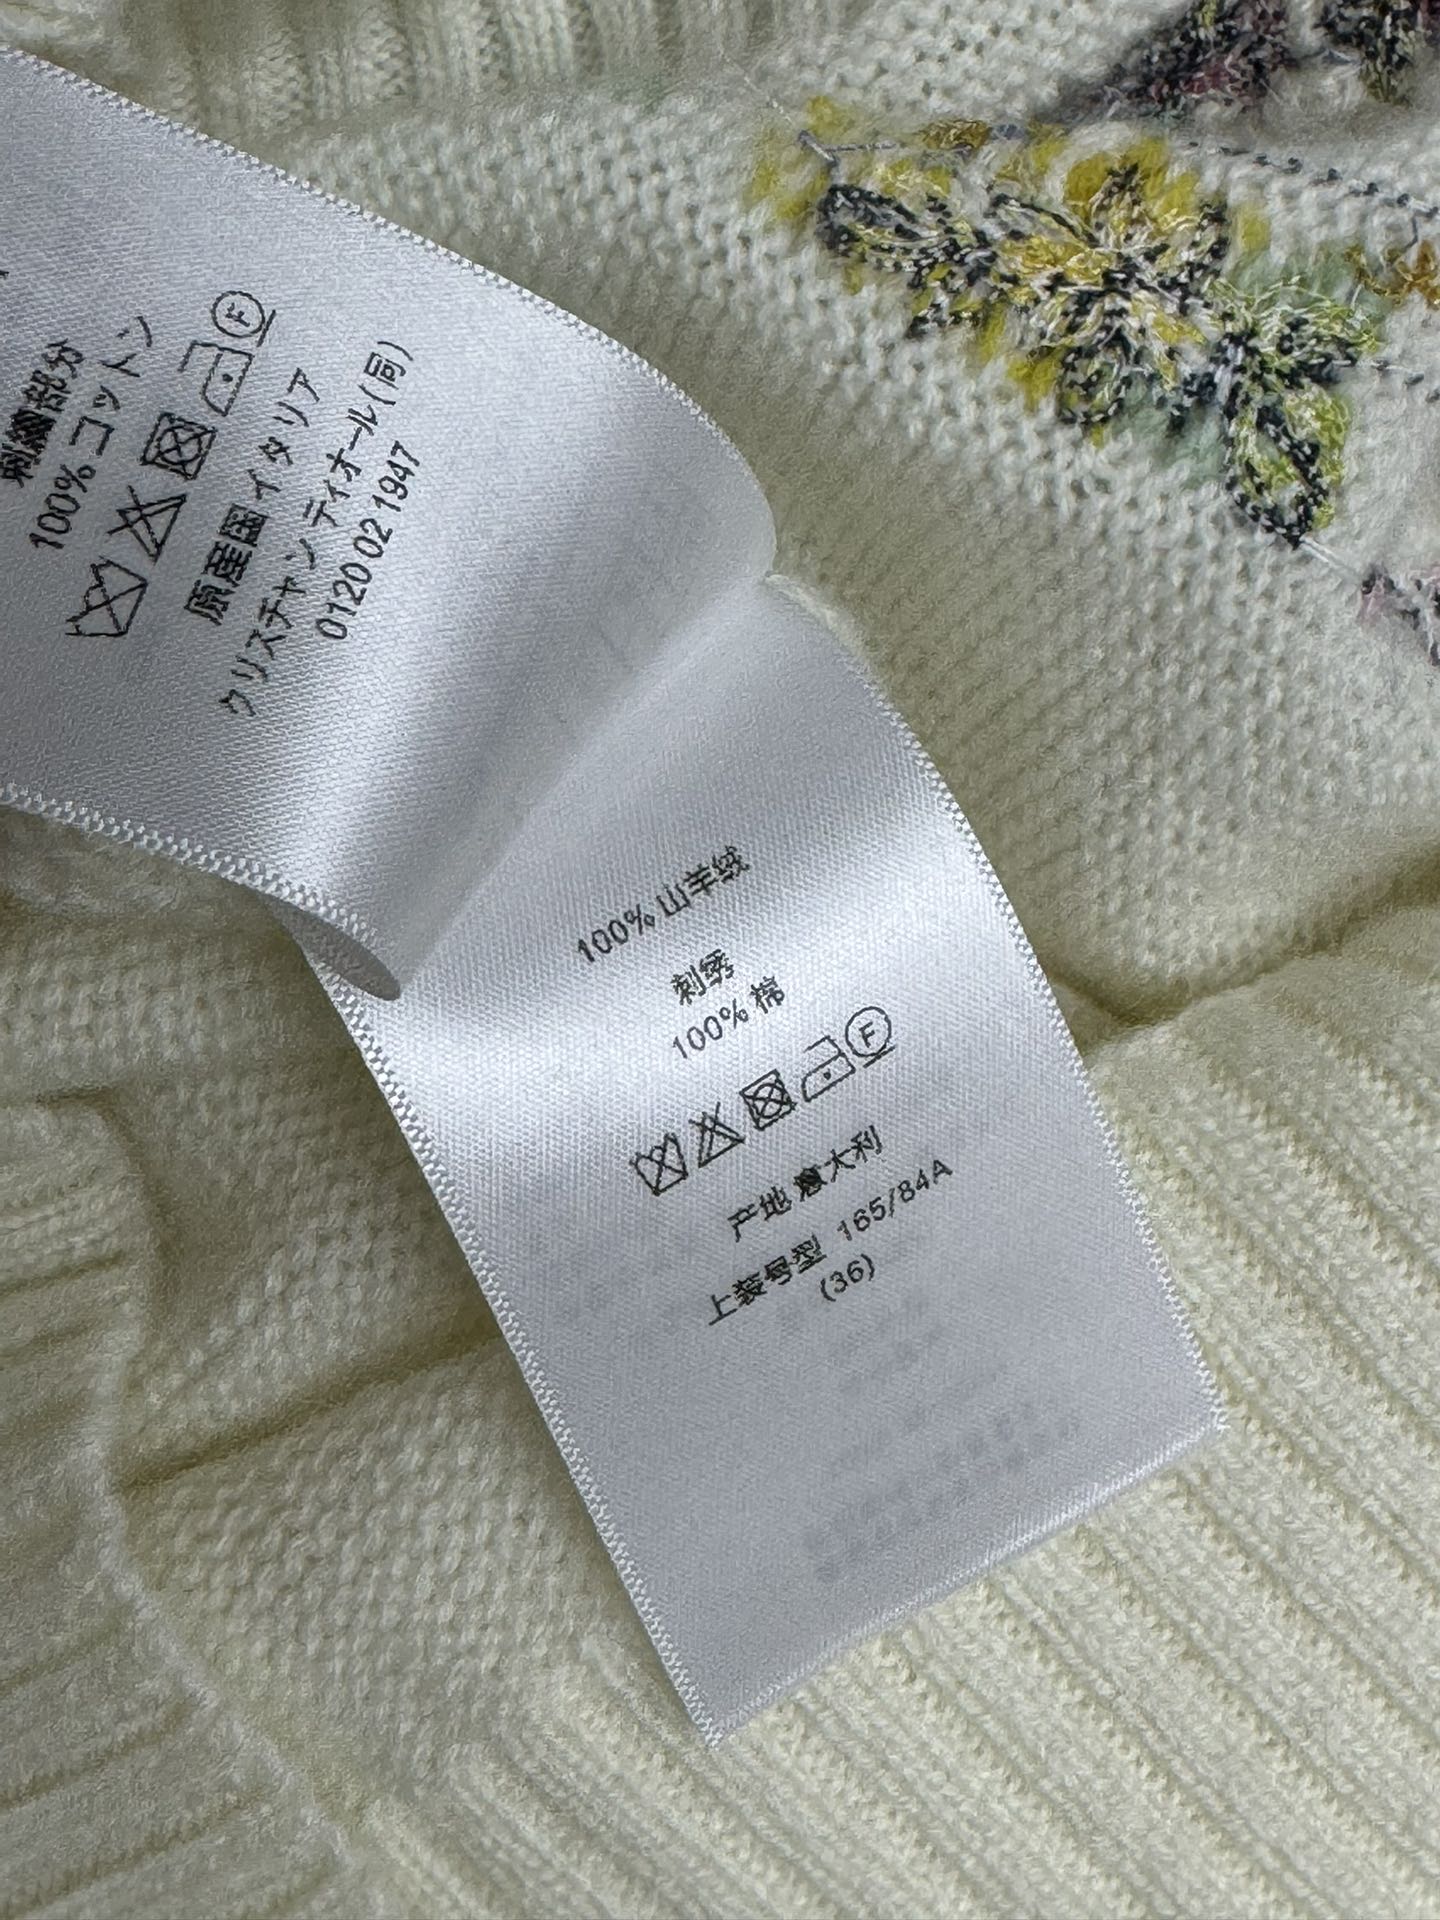 刺繍部分
100% コットン
F
原産国 イタリア
クリスチャン ディオール(同)
0120 02 1947
100% 山羊绒
刺绣
100% 棉
F
产地 意大利
上装号型 165/84A
(36)